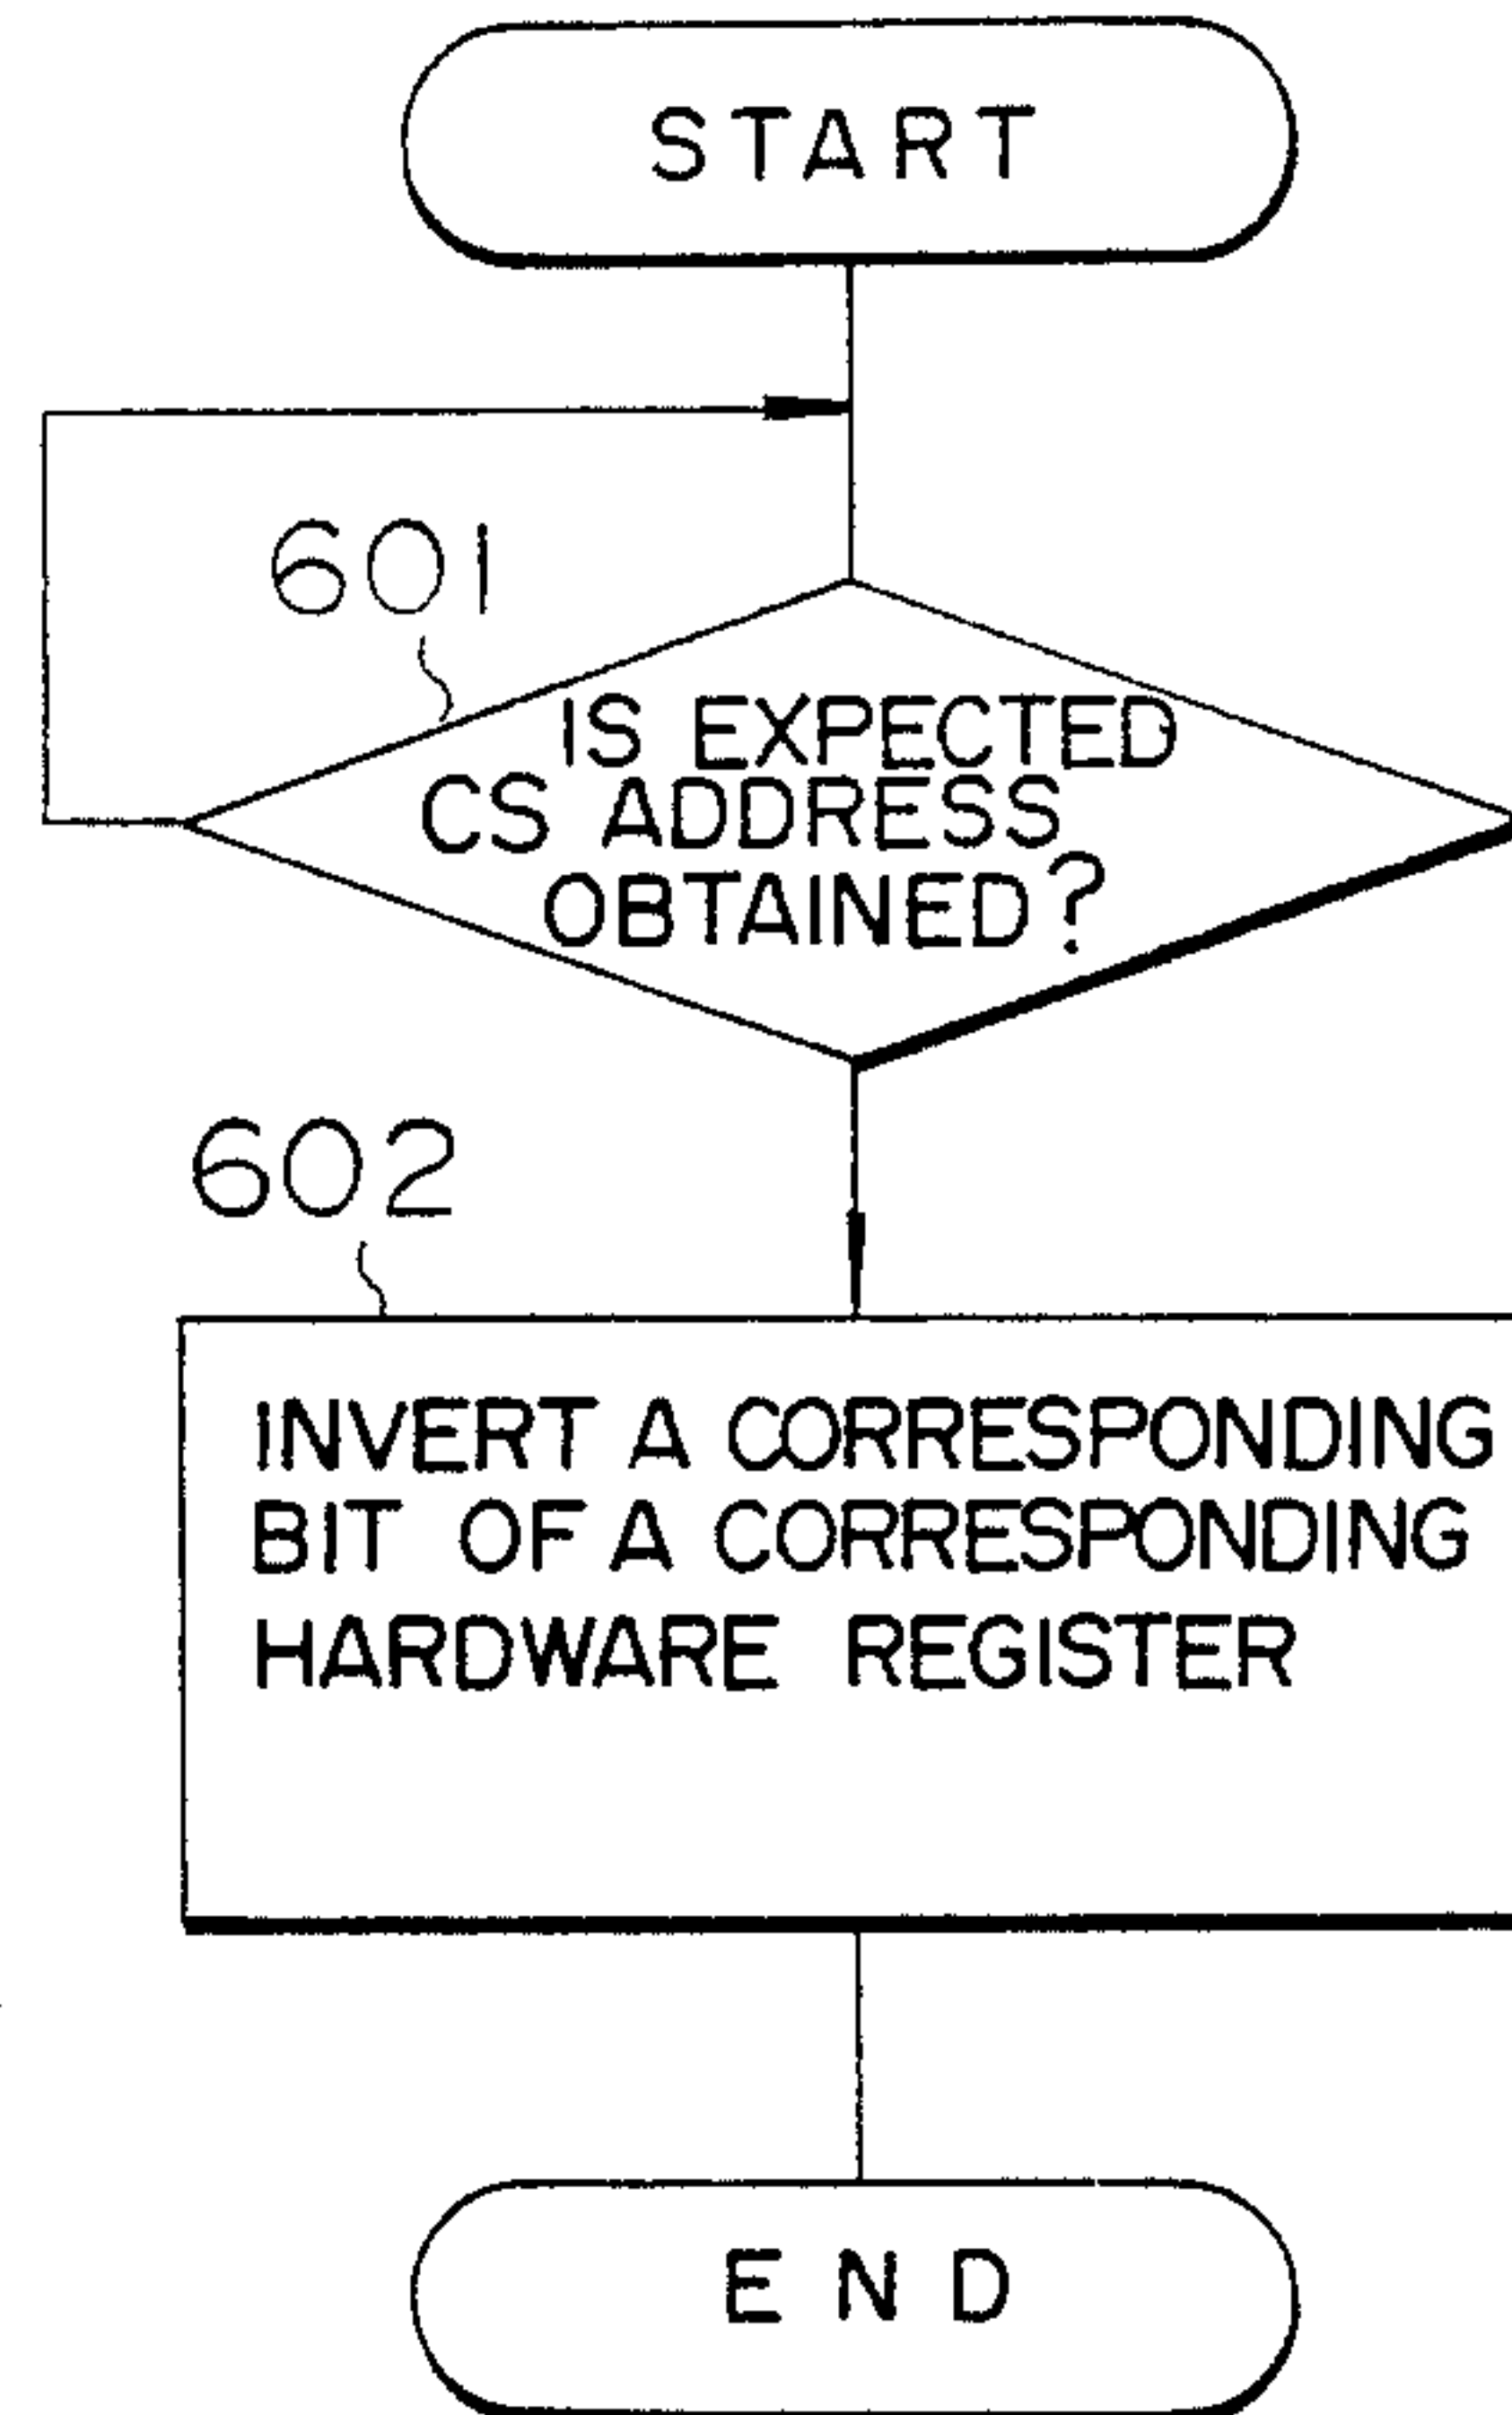 START
601
IS EXPECTED
CS ADDRESS
OBTAINED?
602
INVERT A CORRESPONDING
BIT OF A CORRESPONDING
HARDWARE REGISTER
END